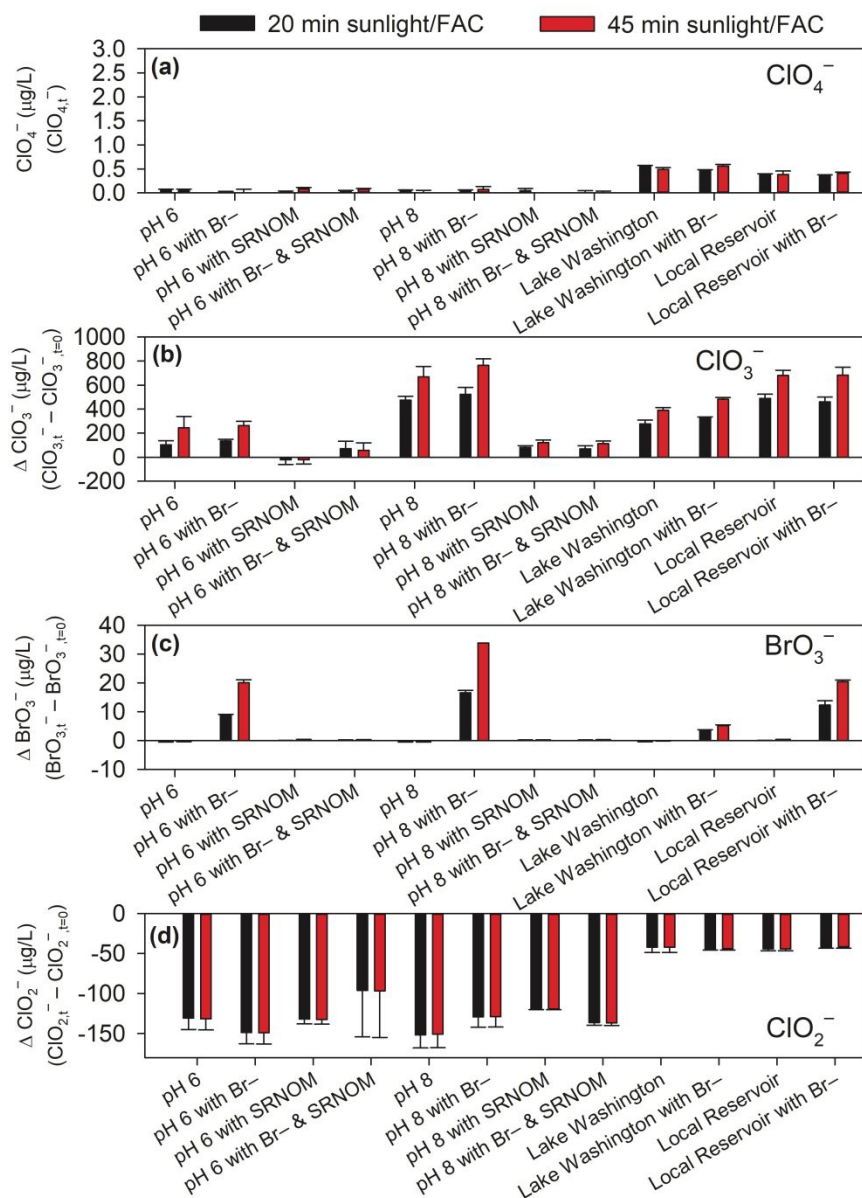 20 min sunlight/FAC 45 min sunlight/FAC
(a)
ClO₄⁻
ClO₄⁻ (μg/L)
(ClO₄,ₜ⁻)
3.0
2.5
2.0
1.5
1.0
0.5
0.0
pH 6
pH 6 with Br–
pH 6 with SRNOM
pH 6 with Br– & SRNOM
pH 8
pH 8 with Br–
pH 8 with SRNOM
pH 8 with Br– & SRNOM
Lake Washington
Lake Washington with Br–
Local Reservoir
Local Reservoir with Br–
(b)
ClO₃⁻
Δ ClO₃⁻ (μg/L)
(ClO₃,ₜ⁻ – ClO₃⁻,ₜ₌₀)
1000
800
600
400
200
0
-200
pH 6
pH 6 with Br–
pH 6 with SRNOM
pH 6 with Br– & SRNOM
pH 8
pH 8 with Br–
pH 8 with SRNOM
pH 8 with Br– & SRNOM
Lake Washington
Lake Washington with Br–
Local Reservoir
Local Reservoir with Br–
(c)
BrO₃⁻
Δ BrO₃⁻ (μg/L)
(BrO₃,ₜ⁻ – BrO₃⁻,ₜ₌₀)
40
30
20
10
0
-10
pH 6
pH 6 with Br–
pH 6 with SRNOM
pH 6 with Br– & SRNOM
pH 8
pH 8 with Br–
pH 8 with SRNOM
pH 8 with Br– & SRNOM
Lake Washington
Lake Washington with Br–
Local Reservoir
Local Reservoir with Br–
(d)
ClO₂⁻
Δ ClO₂⁻ (μg/L)
(ClO₂,ₜ⁻ – ClO₂⁻,ₜ₌₀)
0
-50
-100
-150
pH 6
pH 6 with Br–
pH 6 with SRNOM
pH 6 with Br– & SRNOM
pH 8
pH 8 with Br–
pH 8 with SRNOM
pH 8 with Br– & SRNOM
Lake Washington
Lake Washington with Br–
Local Reservoir
Local Reservoir with Br–